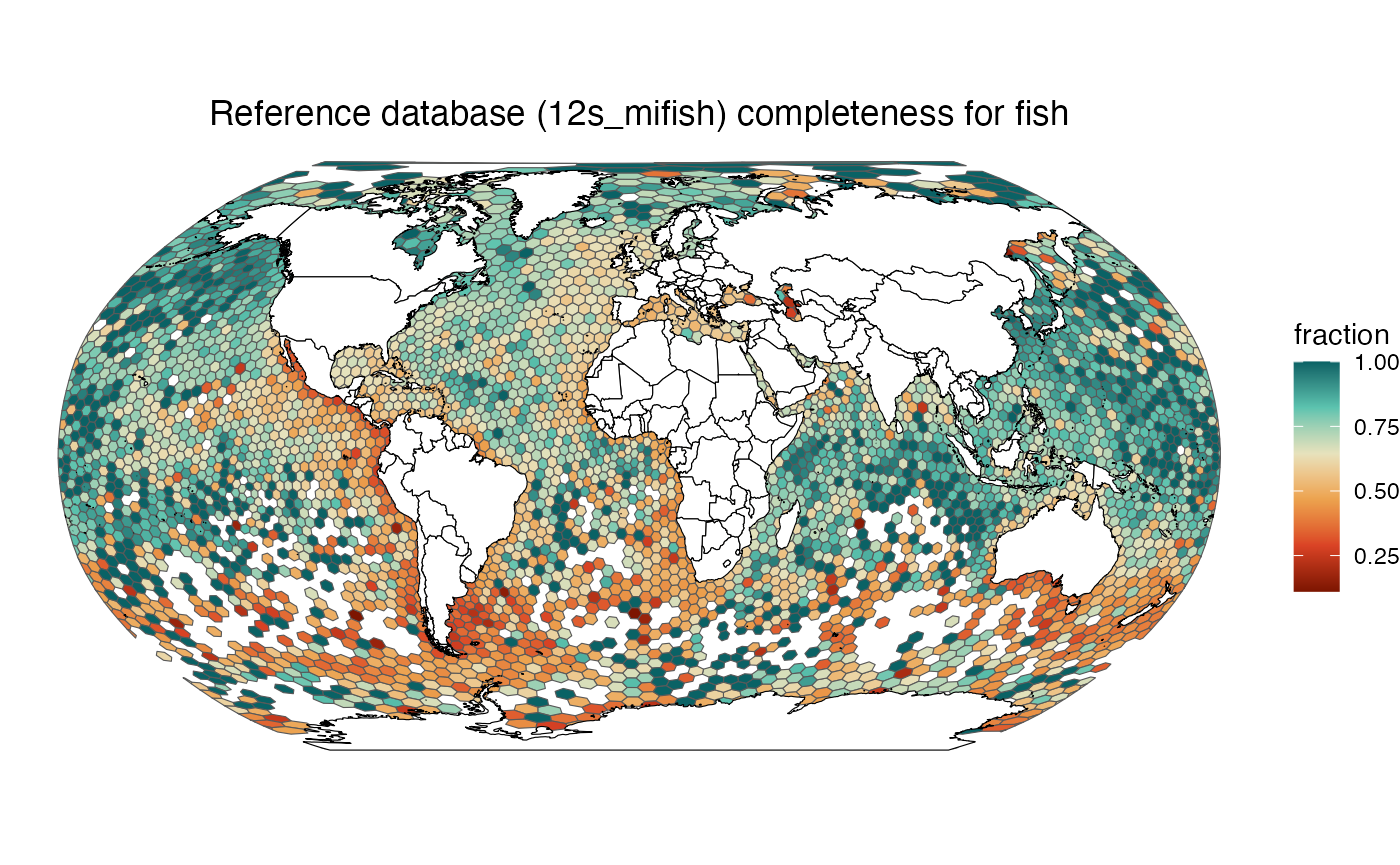 Reference database (12s_mifish) completeness for fish
fraction
1.00
0.75
0.50
0.25